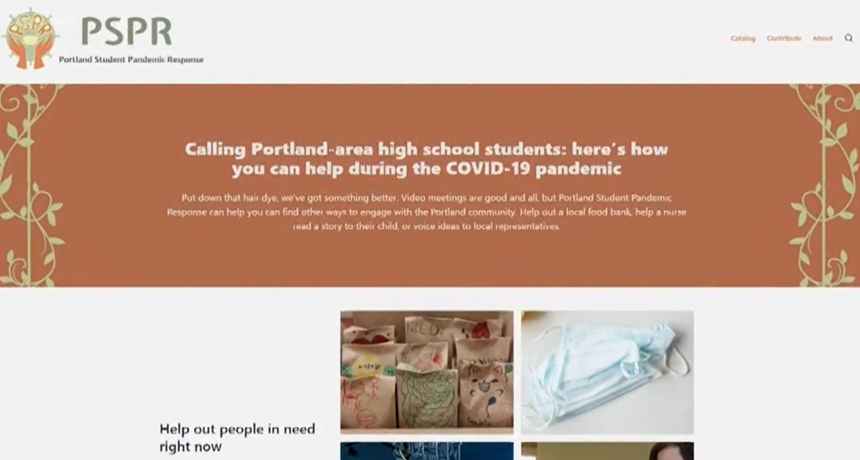 PSPR
PSPR
Portland Student Pandemic Response
Catalog Contribute About
Calling Portland-area high school students: here's how
you can help during the COVID-19 pandemic
Put down that hair dye, we've got something better. Video meetings are good and all, but Portland Student Pandemic
Response can help you can find other ways to engage with the Portland community. Help out a local food bank, help a nurse
read a story to their child, or voice ideas to local representatives.
Help out people in need
right now